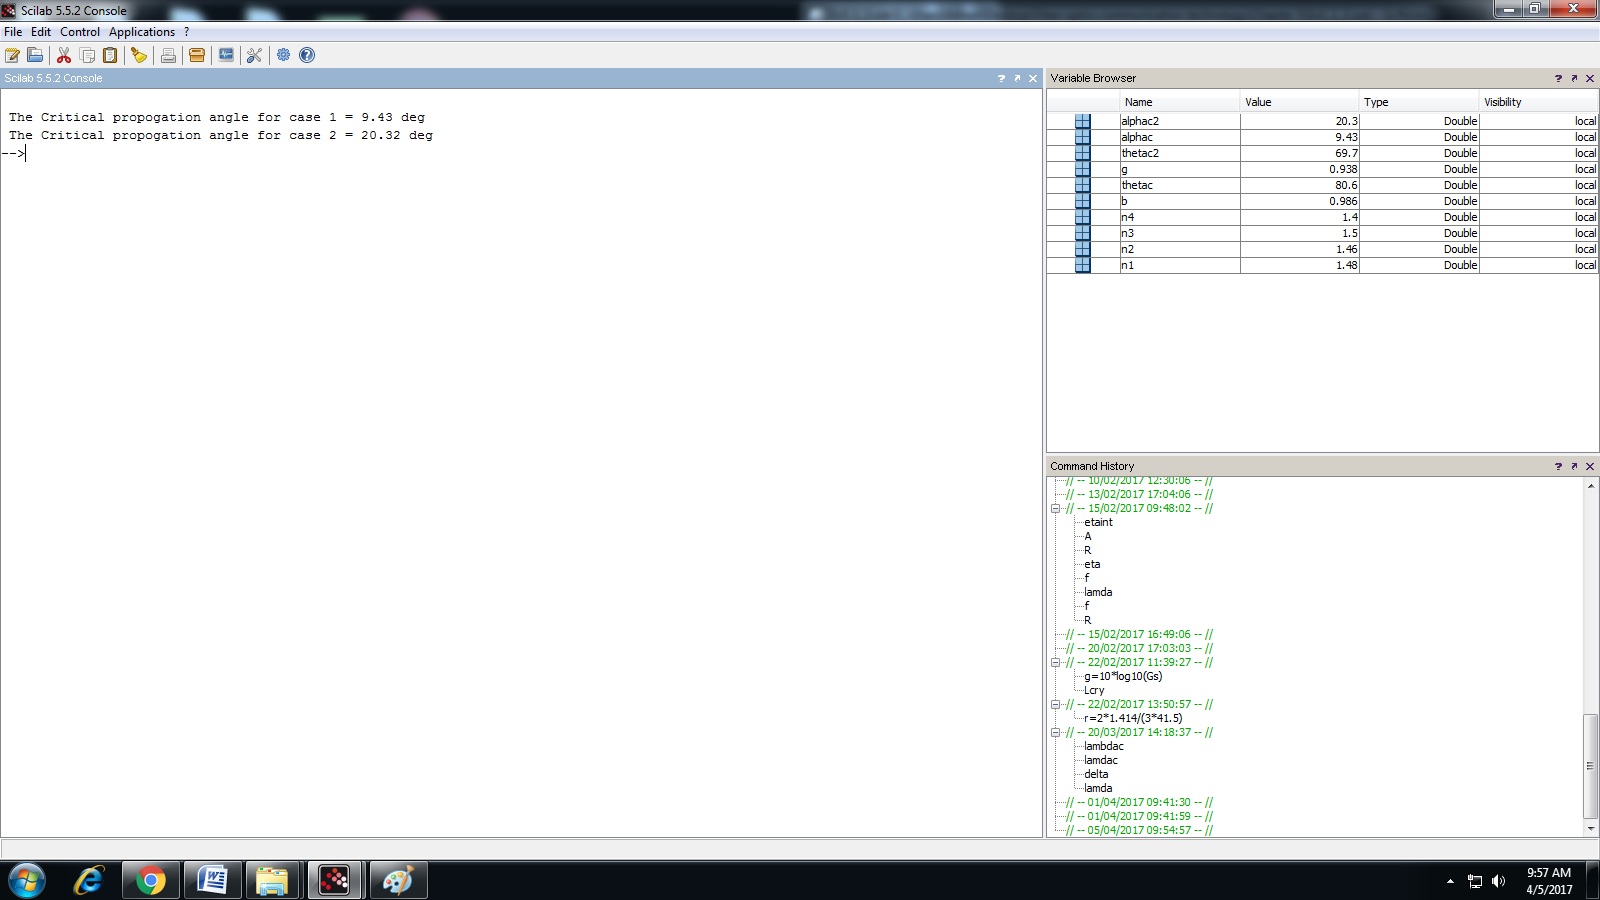 Scilab 5.5.2 Console
File Edit Control Applications ?
Scilab 5.5.2 Console
The Critical propogation angle for case 1 = 9.43 deg
The Critical propogation angle for case 2 = 20.32 deg
-->
Variable Browser
Name Value Type Visibility
alphac2 20.3 Double local
alphac 9.43 Double local
thetac2 69.7 Double local
g 0.938 Double local
thetac 80.6 Double local
b 0.986 Double local
n4 1.4 Double local
n3 1.5 Double local
n2 1.46 Double local
n1 1.48 Double local
Command History
// -- 10/02/2017 12:30:06 -- //
// -- 13/02/2017 17:04:06 -- //
// -- 15/02/2017 09:48:02 -- //
etaint
A
R
eta
f
lamda
f
R
// -- 15/02/2017 16:49:06 -- //
// -- 20/02/2017 17:03:03 -- //
// -- 22/02/2017 11:39:27 -- //
g=10*log10(Gs)
Lcry
// -- 22/02/2017 13:50:57 -- //
r=2*1.414/(3*41.5)
// -- 20/03/2017 14:18:37 -- //
lambdac
lamdac
delta
lamda
// -- 01/04/2017 09:41:30 -- //
// -- 01/04/2017 09:41:59 -- //
// -- 05/04/2017 09:54:57 -- //
9:57 AM
4/5/2017